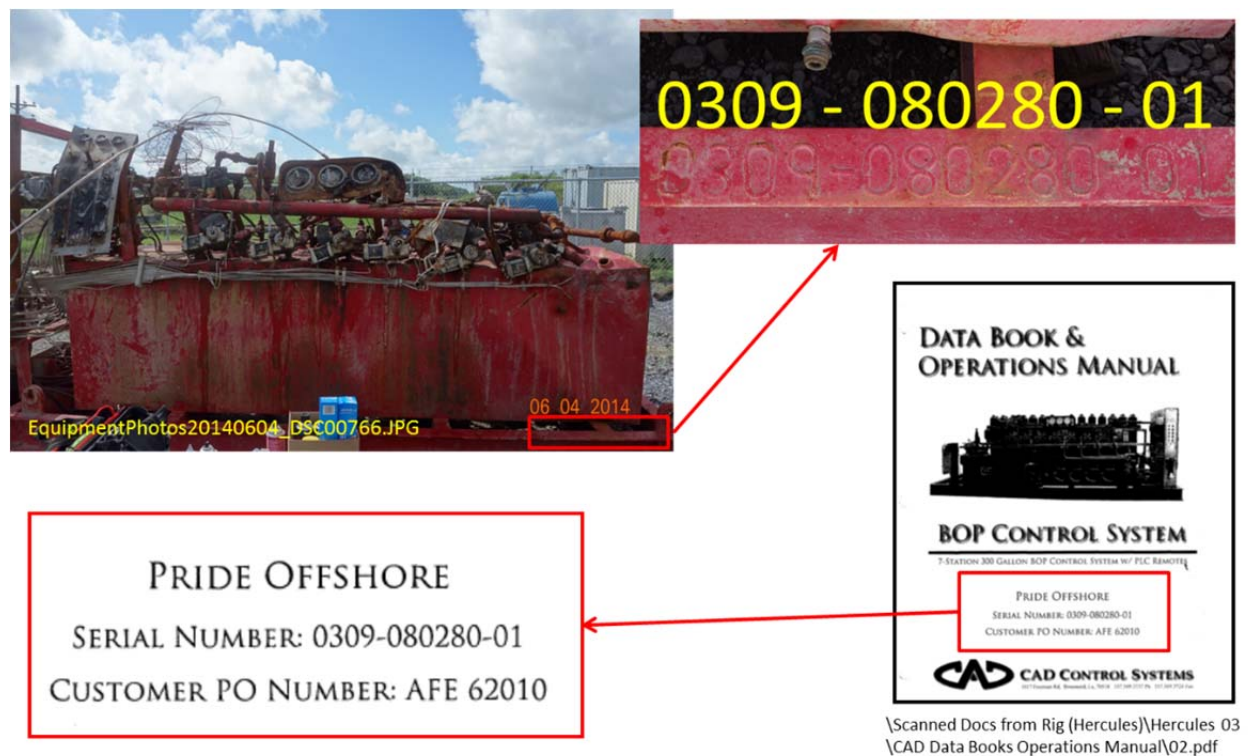 0309 - 080280 - 01
0309-080280-01
06 04 2014
EquipmentPhotos20140604_DSC00766.JPG
DATA BOOK &
OPERATIONS MANUAL
BOP CONTROL SYSTEM
7-STATION 300 GALLON BOP CONTROL SYSTEM W/ PLC REMOTE
PRIDE OFFSHORE
SERIAL NUMBER: 0309-080280-01
CUSTOMER PO NUMBER: AFE 62010
CAD CONTROL SYSTEMS
PRIDE OFFSHORE
SERIAL NUMBER: 0309-080280-01
CUSTOMER PO NUMBER: AFE 62010
\Scanned Docs from Rig (Hercules)\Hercules 03
\CAD Data Books Operations Manual\02.pdf